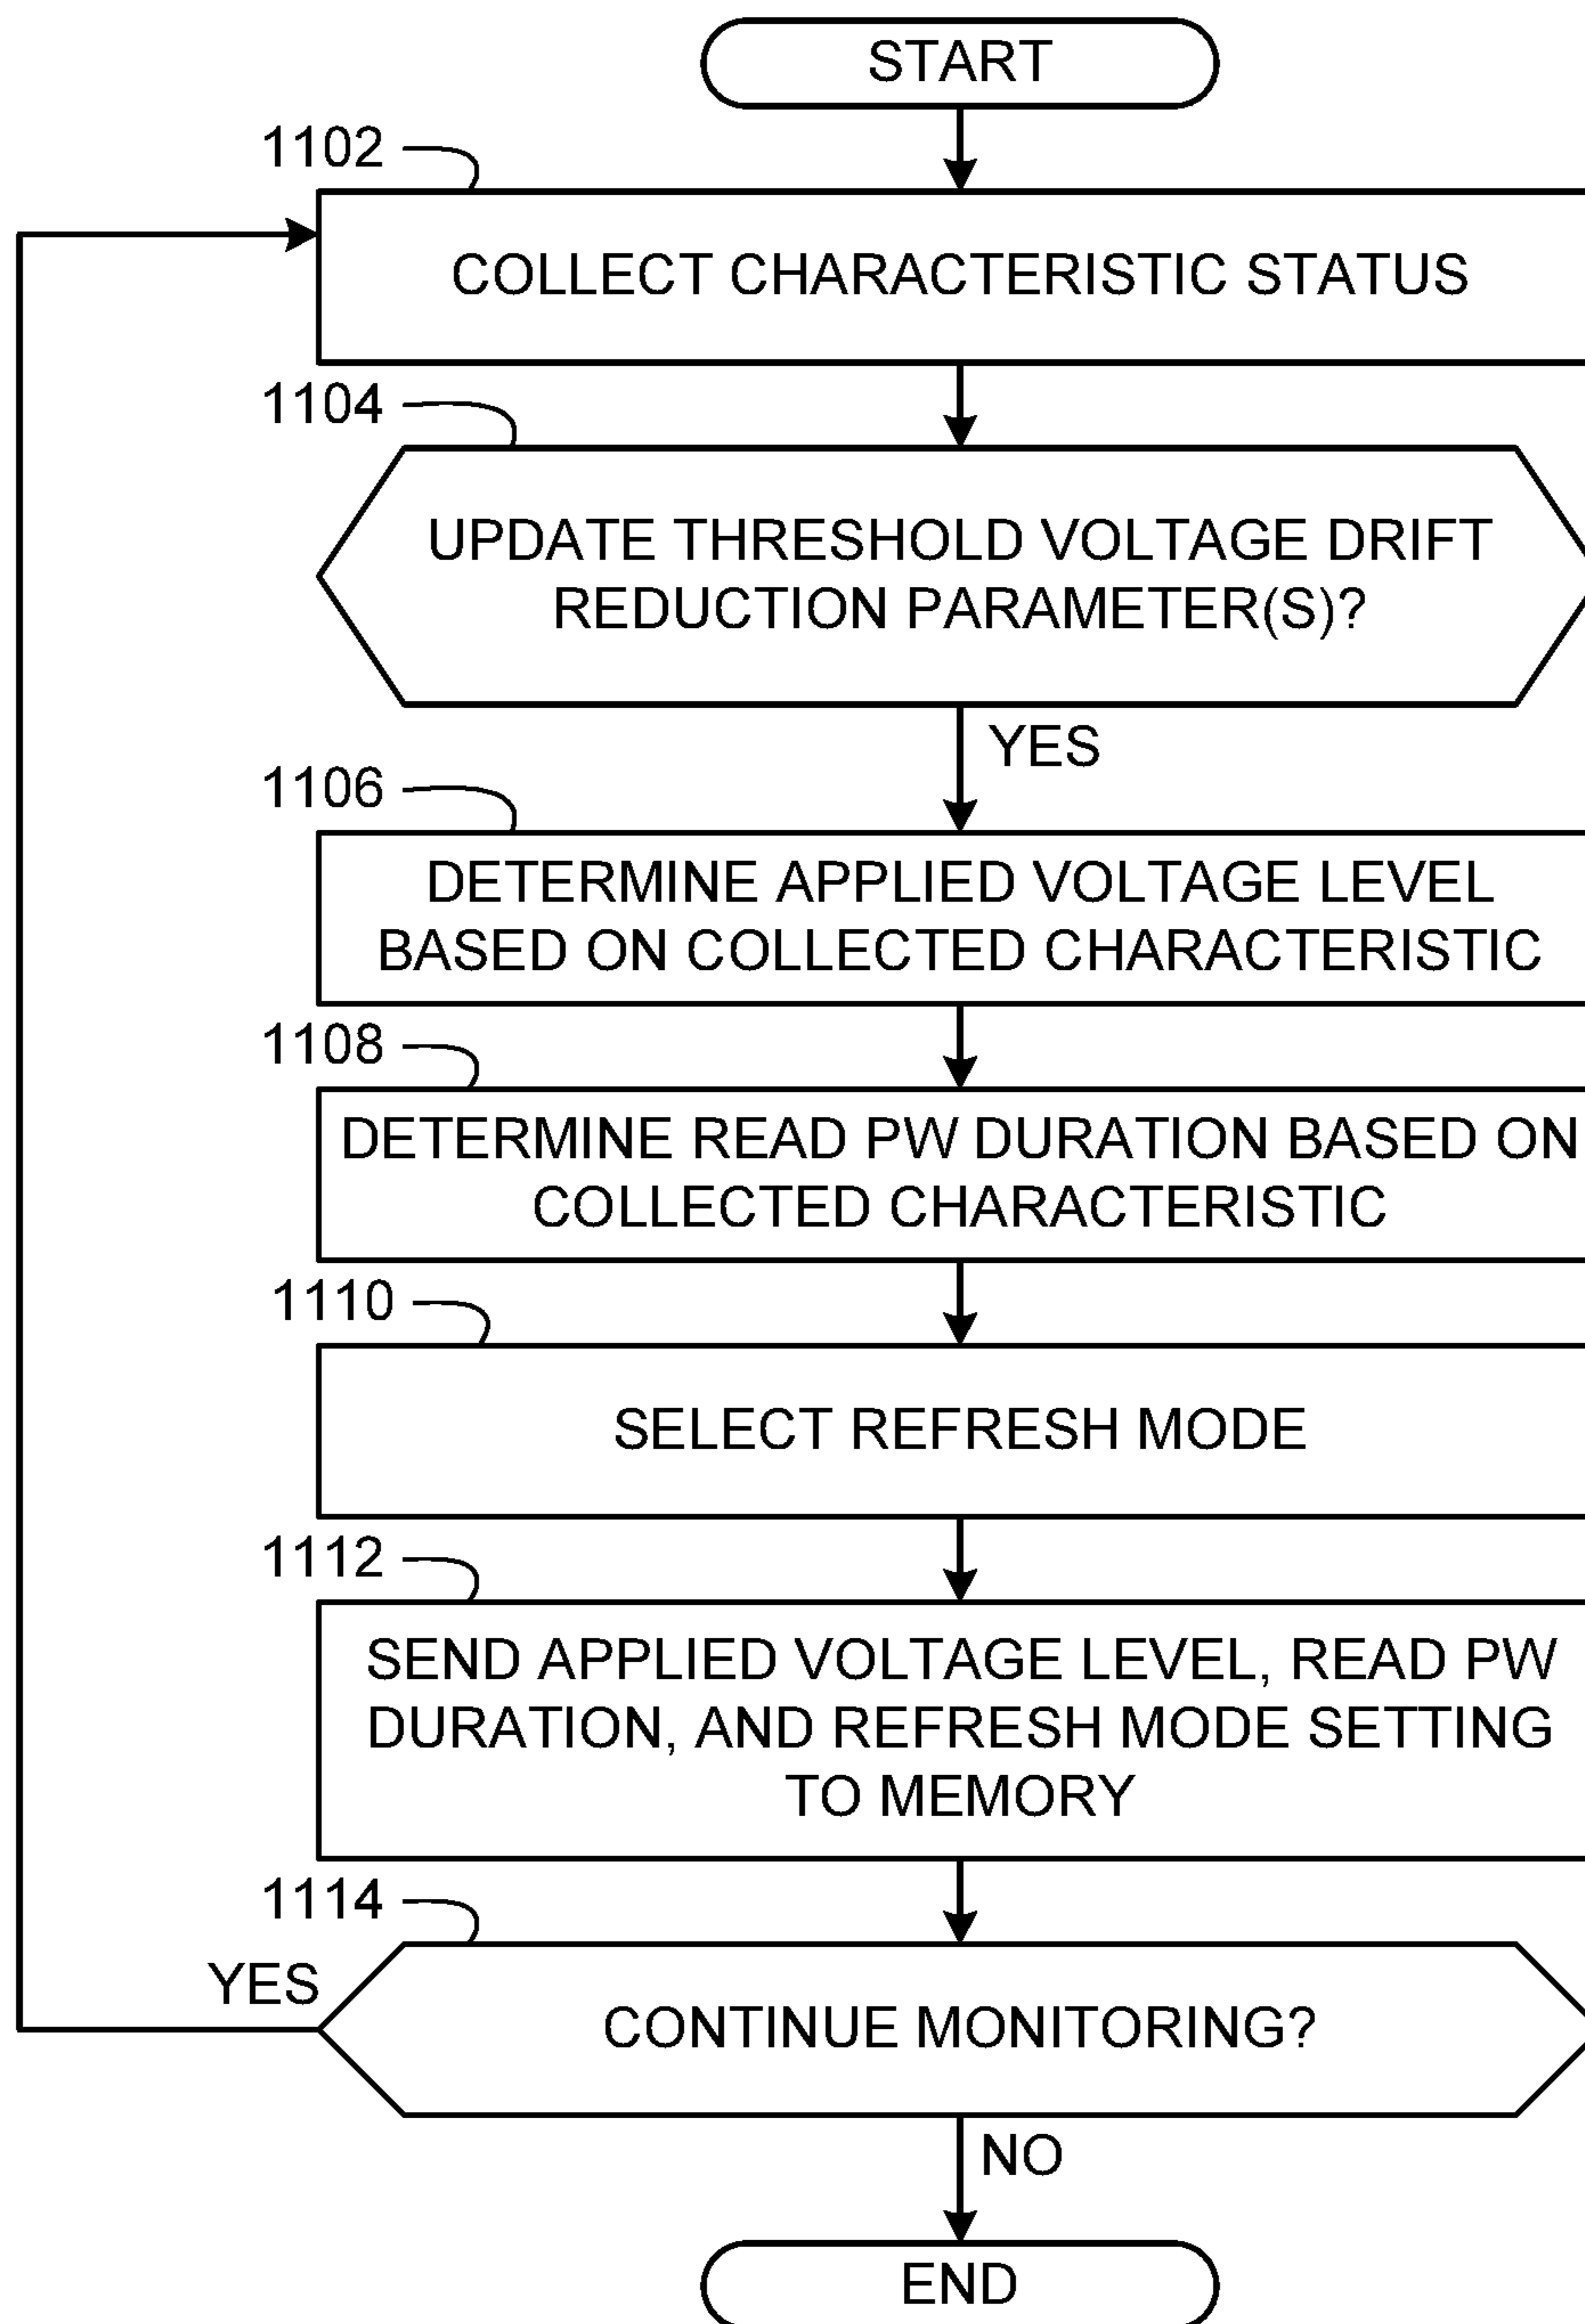 START
1102
COLLECT CHARACTERISTIC STATUS
1104
UPDATE THRESHOLD VOLTAGE DRIFT
REDUCTION PARAMETER(S)?
YES
1106
DETERMINE APPLIED VOLTAGE LEVEL
BASED ON COLLECTED CHARACTERISTIC
1108
DETERMINE READ PW DURATION BASED ON
COLLECTED CHARACTERISTIC
1110
SELECT REFRESH MODE
1112
SEND APPLIED VOLTAGE LEVEL, READ PW
DURATION, AND REFRESH MODE SETTING
TO MEMORY
1114
YES
CONTINUE MONITORING?
NO
END